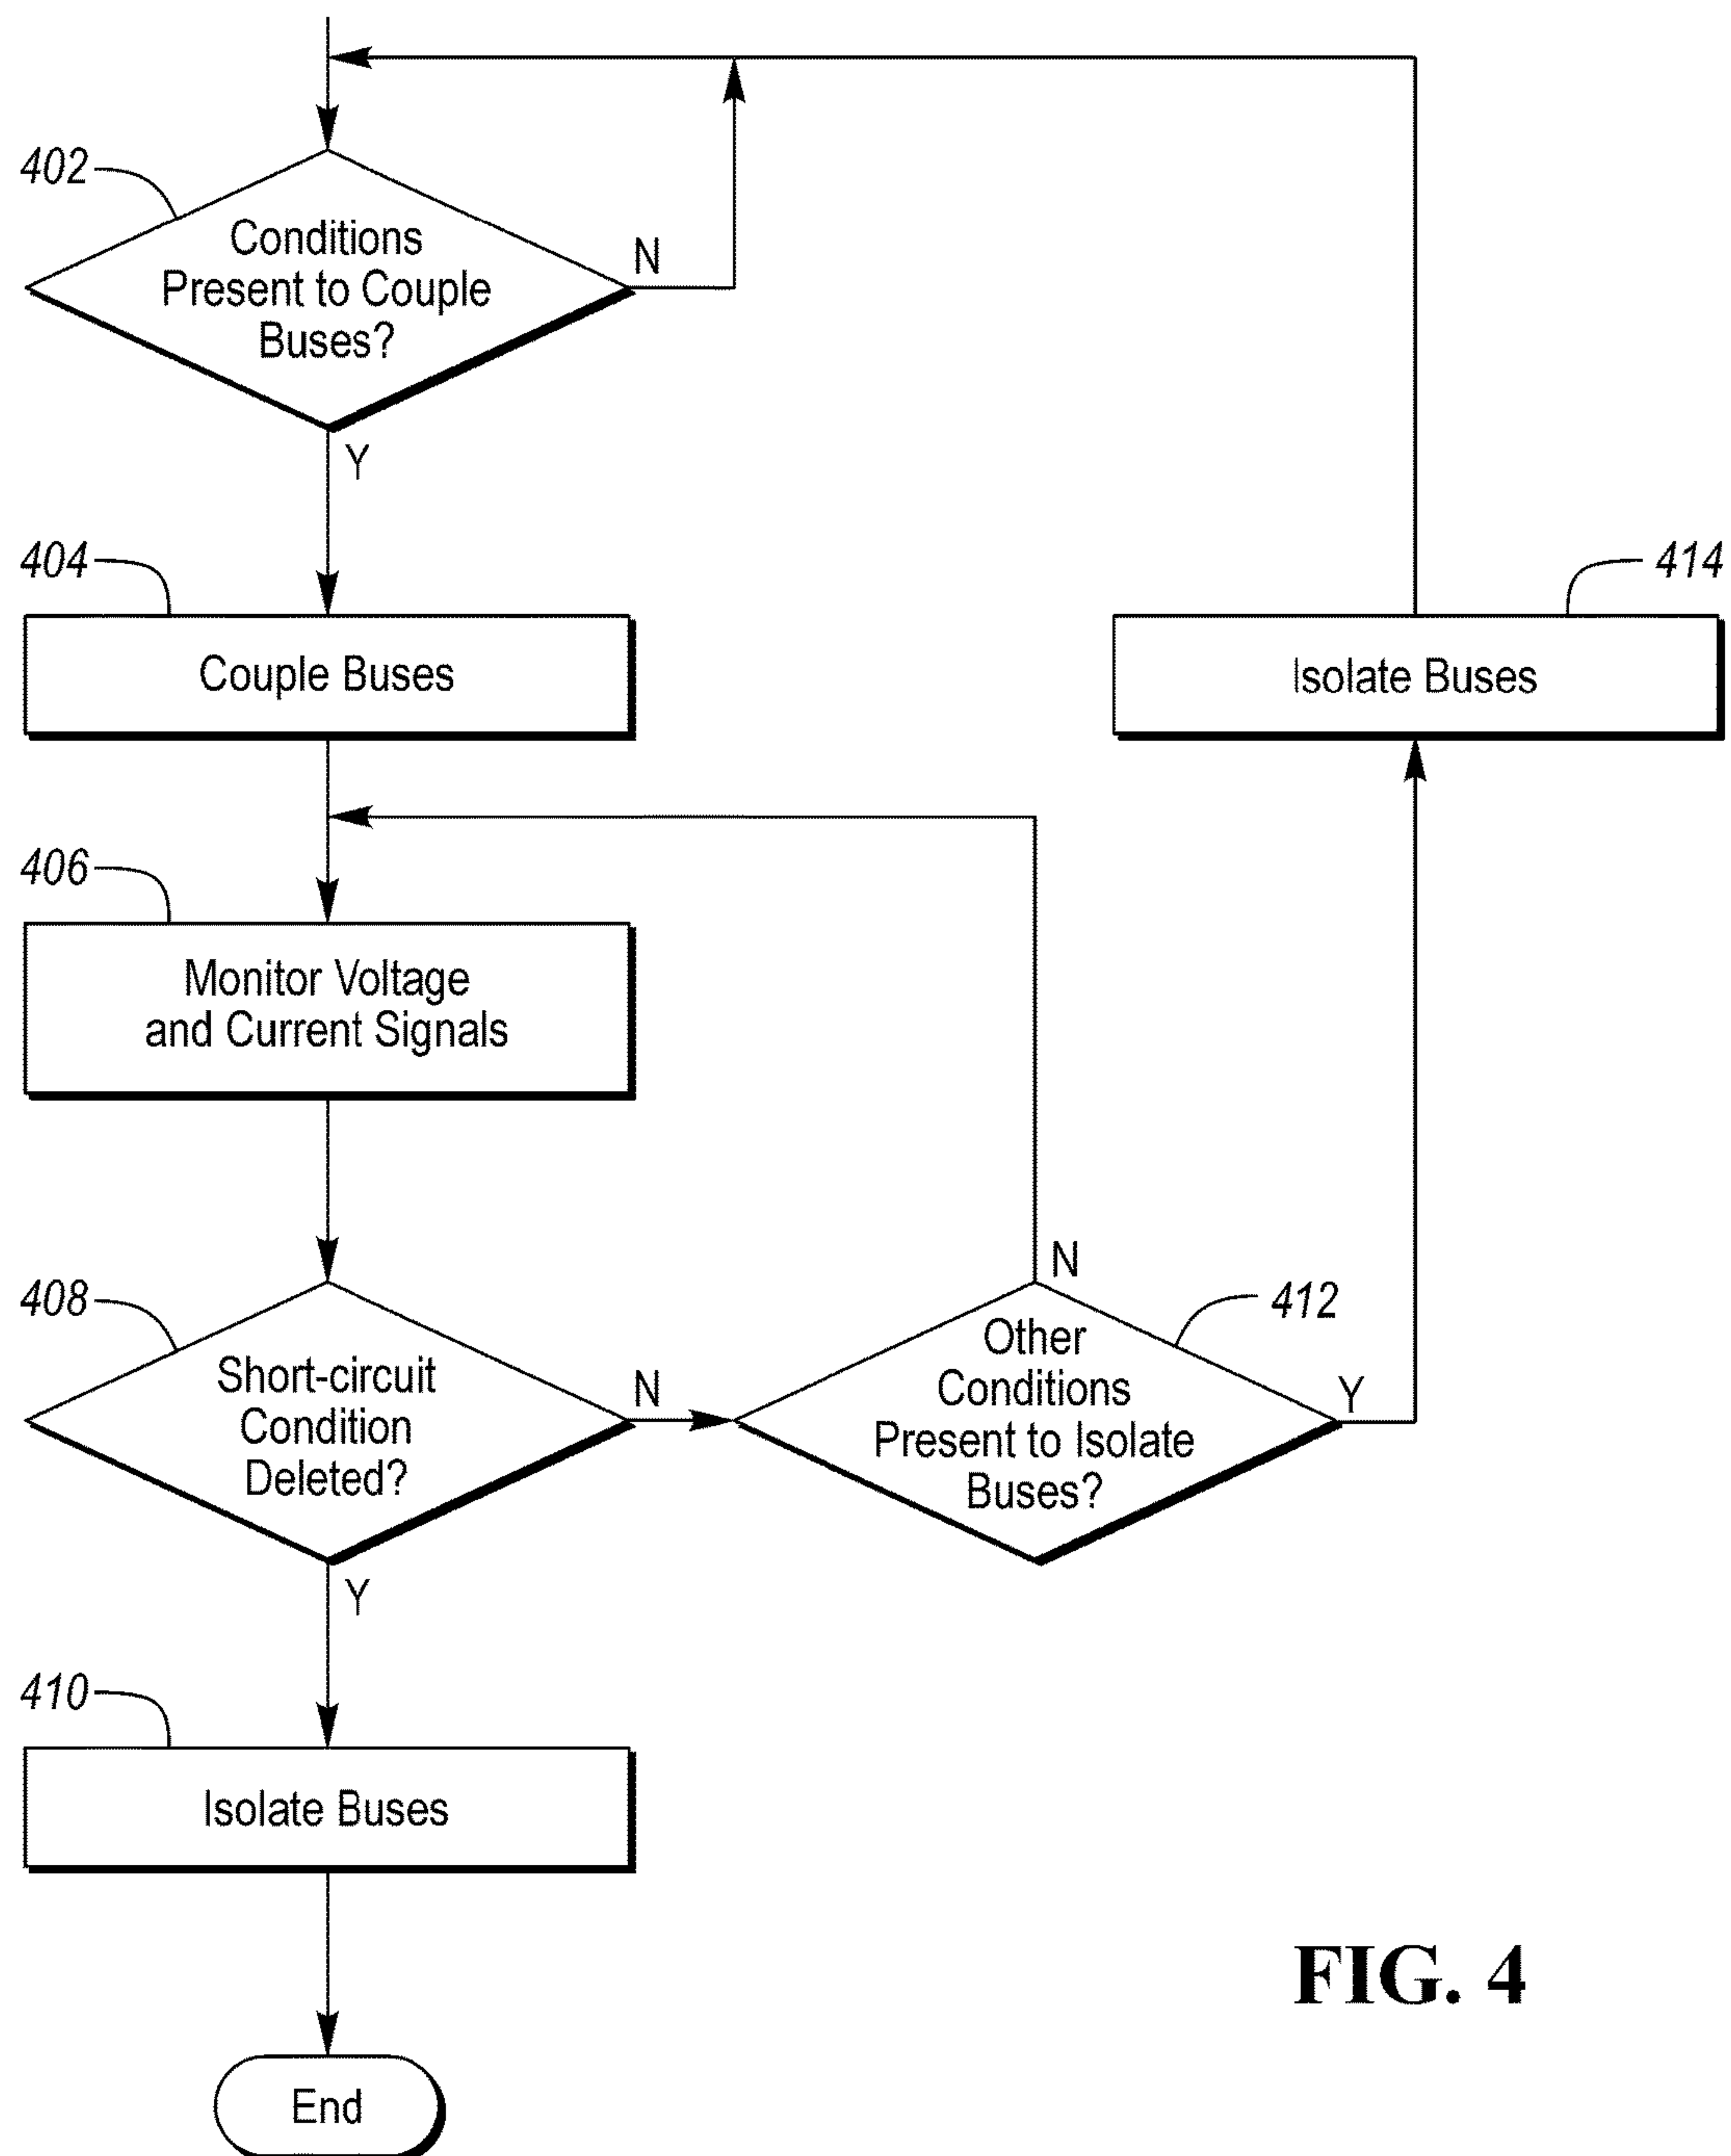 402
Conditions
Present to Couple
Buses?
N
Y
404
Couple Buses
414
Isolate Buses
406
Monitor Voltage
and Current Signals
408
Short-circuit
Condition
Deleted?
N
Y
412
Other
Conditions
Present to Isolate
Buses?
N
Y
410
Isolate Buses
End
FIG. 4